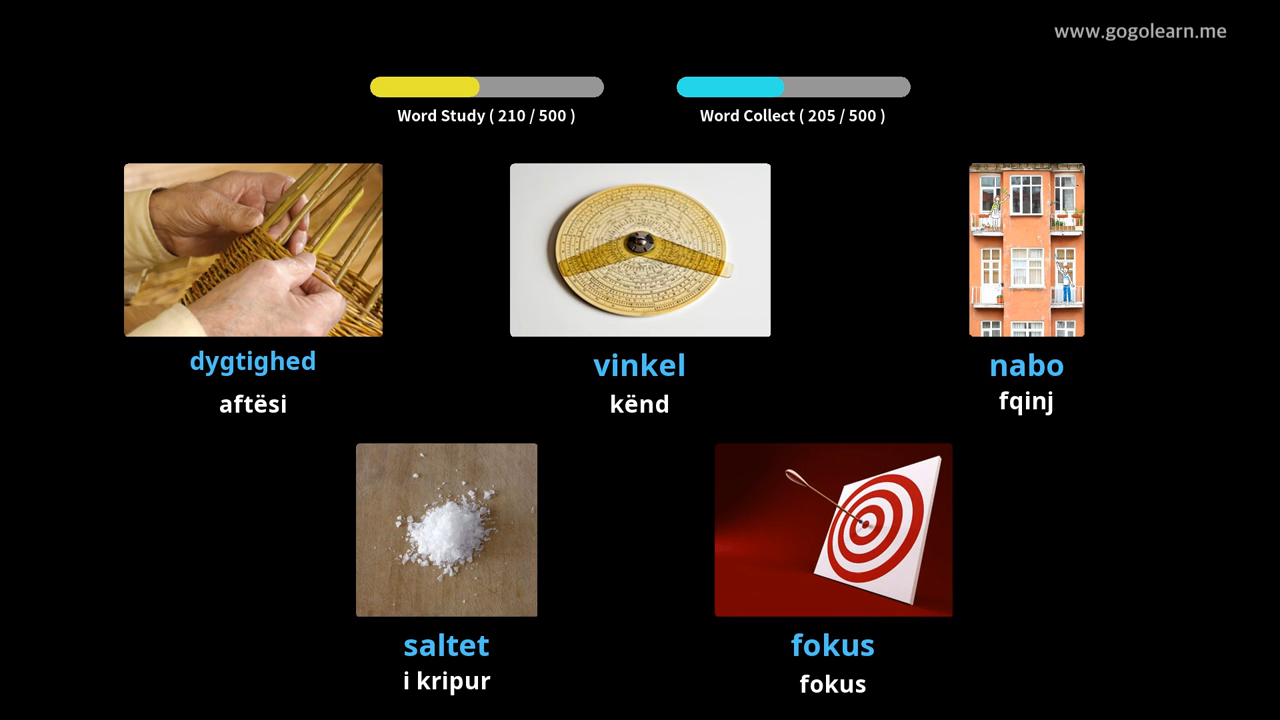 www.gogolearn.me
Word Study ( 210 / 500 )
Word Collect ( 205 / 500 )
dygtighed
aftësi
vinkel
kënd
nabo
fqinj
saltet
i kripur
fokus
fokus